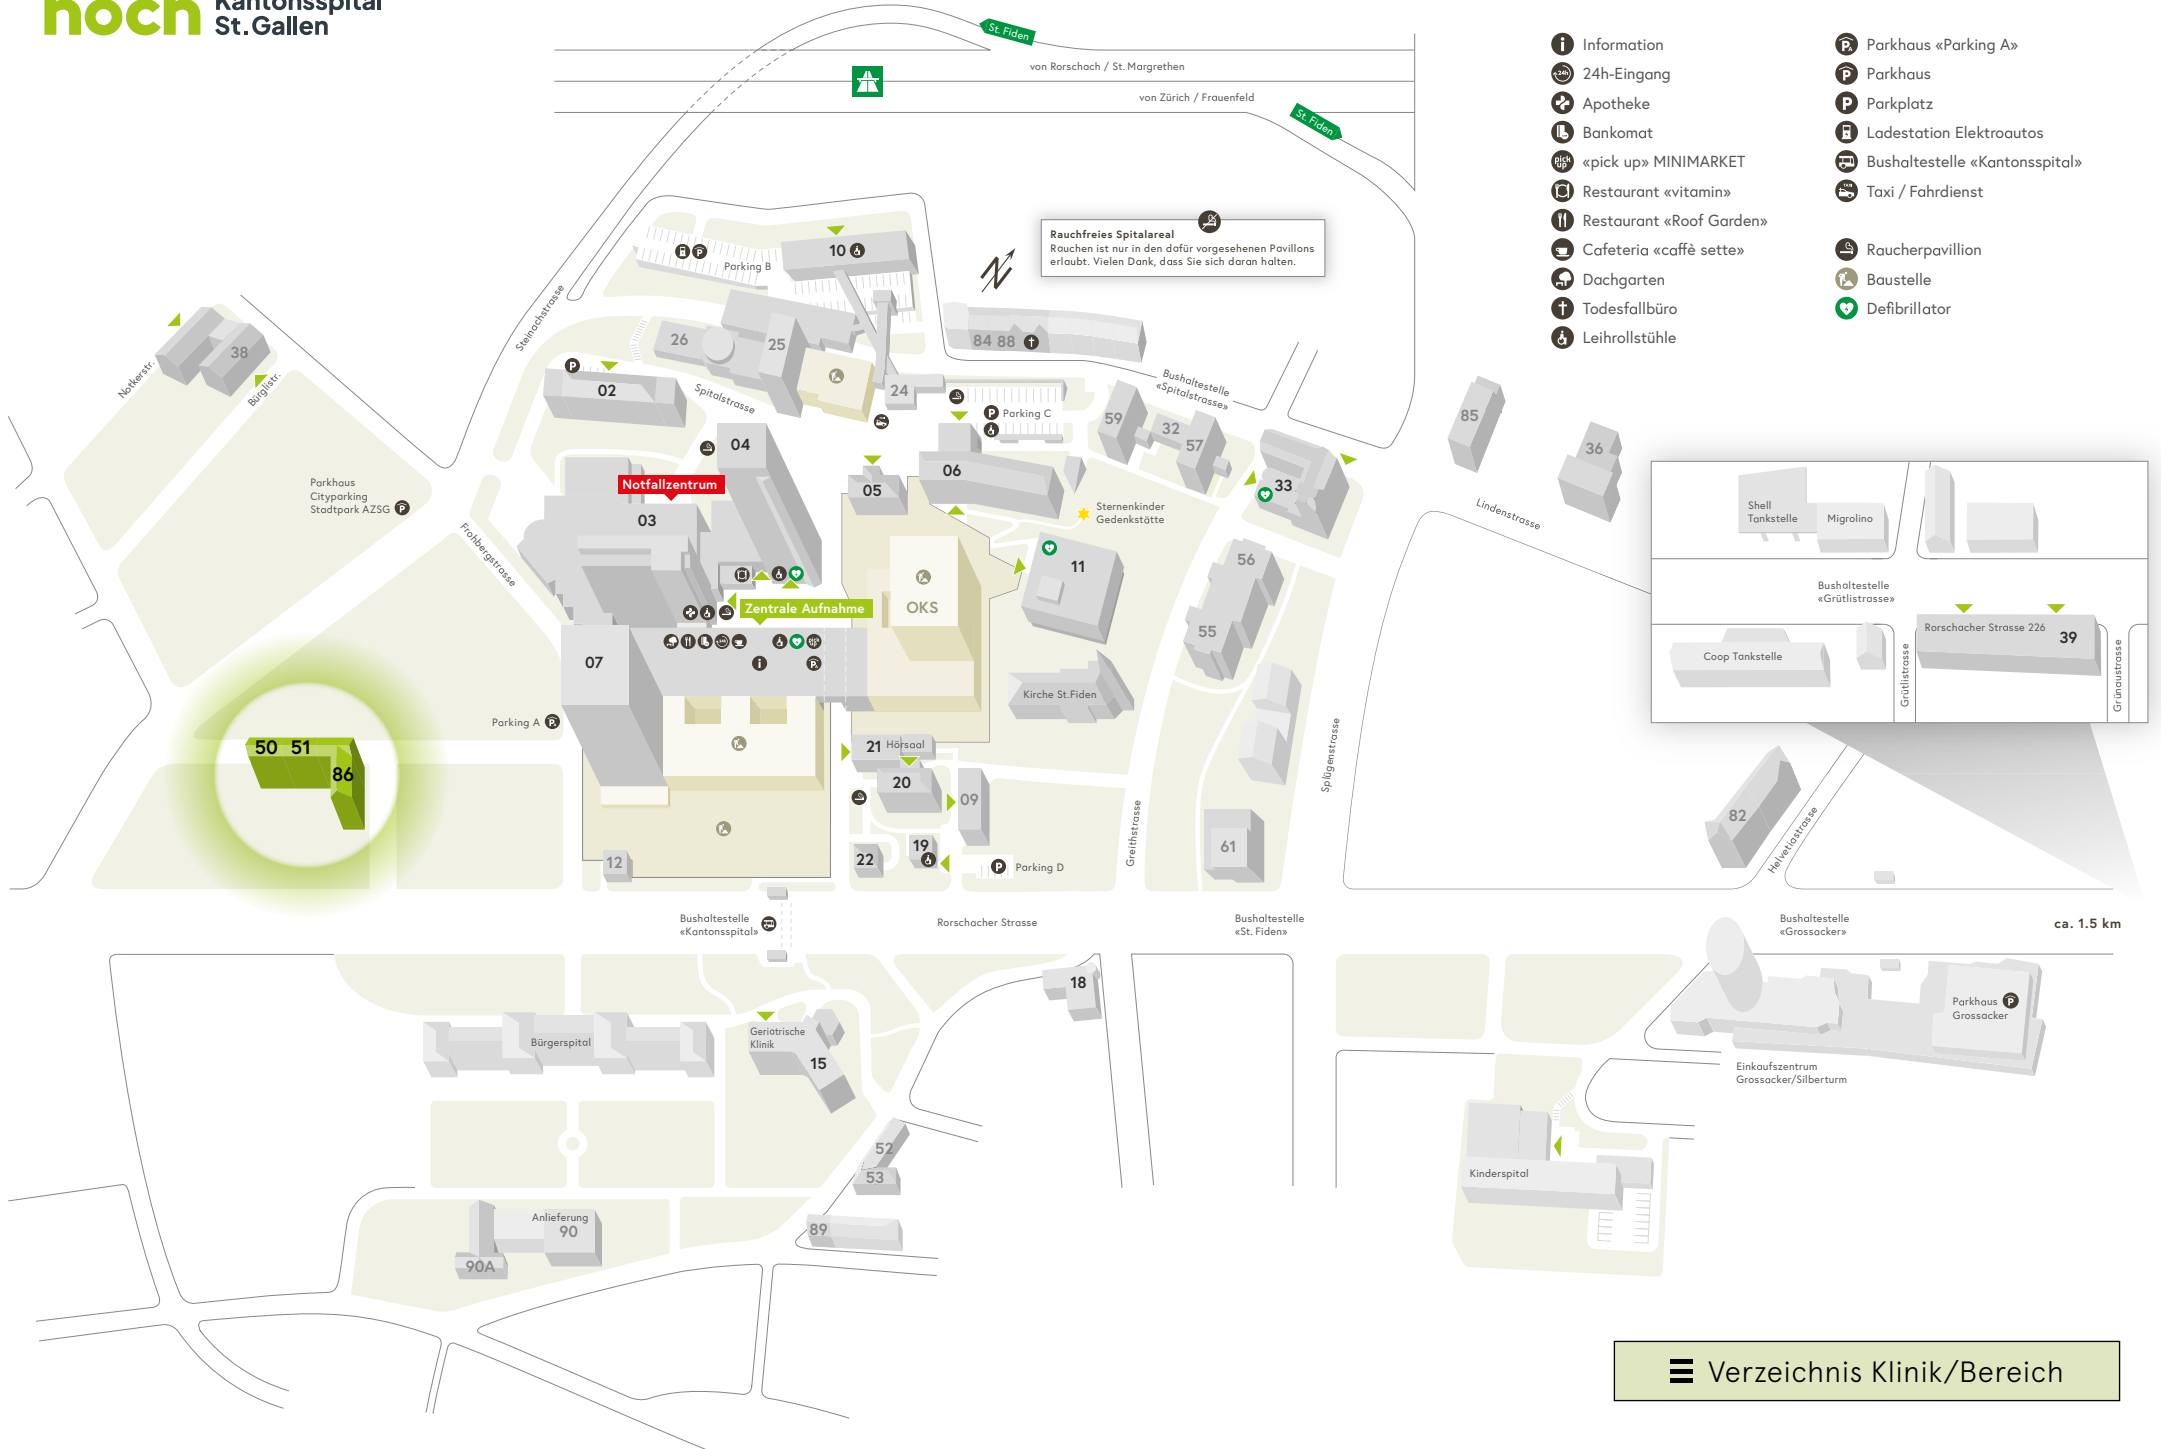 noch Kantonsspital
St.Gallen
St. Fiden
von Rorschach / St. Margrethen
von Zürich / Frauenfeld
St. Fiden
Information
24h-Eingang
Apotheke
Bankomat
«pick up» MINIMARKET
Restaurant «vitamin»
Restaurant «Roof Garden»
Cafeteria «caffè sette»
Dachgarten
Todesfallbüro
Leihrollstühle
Parkhaus «Parking A»
Parkhaus
Parkplatz
Ladestation Elektroautos
Bushaltestelle «Kantonsspital»
Taxi / Fahrdienst
Raucherpavillion
Baustelle
Defibrillator
Rauchfreies Spitalareal
Rauchen ist nur in den dafür vorgesehenen Pavillons
erlaubt. Vielen Dank, dass Sie sich daran halten.
N
Parking B
10
Steinachstrasse
26
25
84 88
38
Notkerstr.
Bürglistr.
02
Spitalstrasse
24
Bushaltestelle
«Spitalstrasse»
Parking C
59
32
57
85
36
04
06
05
33
Notfallzentrum
03
Parkhaus
Cityparking
Stadtpark AZSG
Frohbergstrasse
Sternenkinder
Gedenkstätte
Lindenstrasse
11
56
55
OKS
Zentrale Aufnahme
07
Kirche St.Fiden
Shell
Tankstelle
Migrolino
Bushaltestelle
«Grütlistrasse»
Rorschacher Strasse 226
39
Coop Tankstelle
Grütlistrasse
Grünaustrasse
Parking A
50 51
86
21 Hörsaal
20
09
Splügenstrasse
Greithstrasse
82
Helvetiastrasse
12
22
19
Parking D
61
Bushaltestelle
«Kantonsspital»
Rorschacher Strasse
Bushaltestelle
«St. Fiden»
Bushaltestelle
«Grossacker»
ca. 1.5 km
18
Bürgerspital
Geriatrische
Klinik
15
Parkhaus
Grossacker
Einkaufszentrum
Grossacker/Silberturm
52
53
Kinderspital
Anlieferung
90
90A
89
Verzeichnis Klinik/Bereich